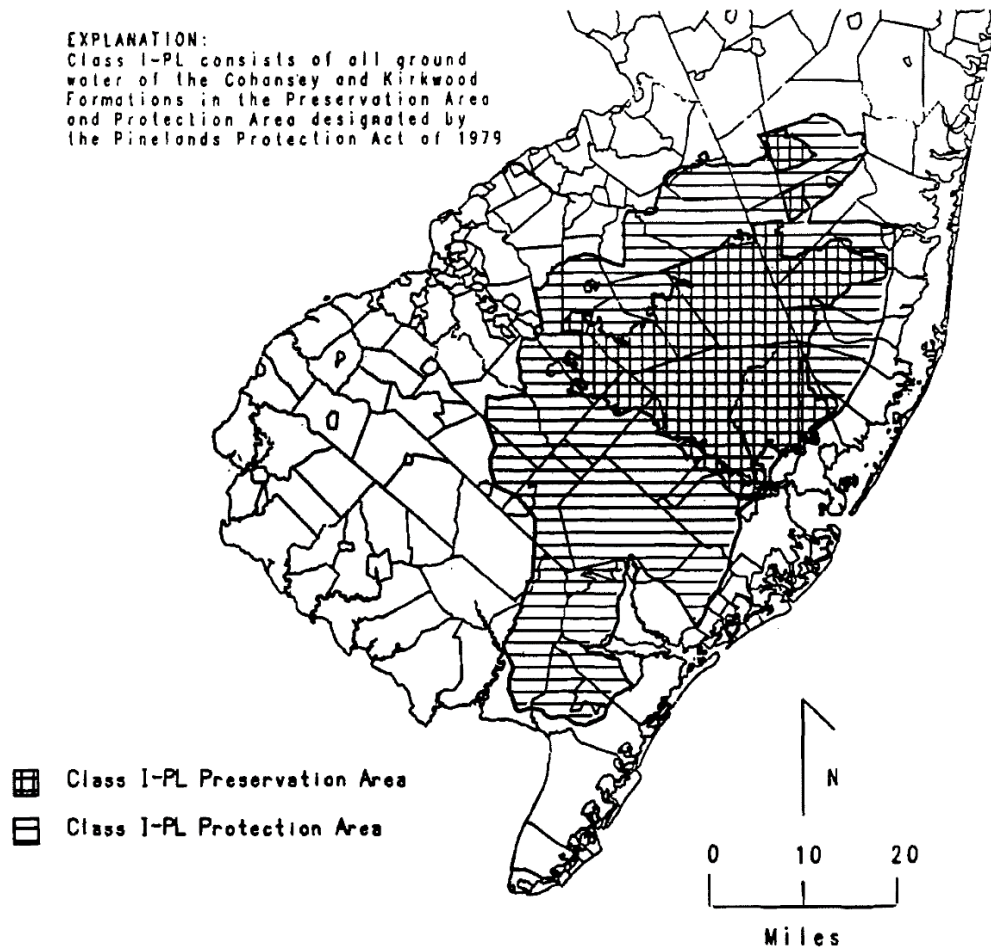 EXPLANATION:
Class I-PL consists of all ground
water of the Cohansey and Kirkwood
Formations in the Preservation Area
and Protection Area designated by
the Pinelands Protection Act of 1979
Class I-PL Preservation Area
Class I-PL Protection Area
N
0 10 20
Miles